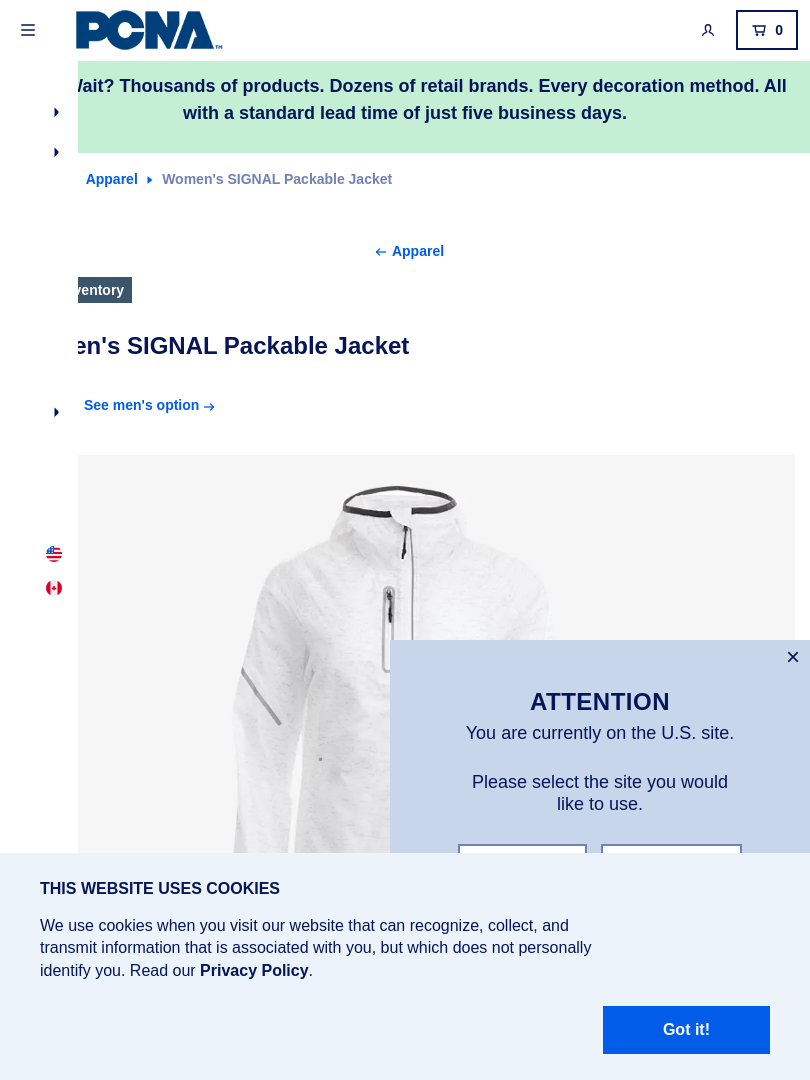 PCNA™
0
Wait? Thousands of products. Dozens of retail brands. Every decoration method. All
with a standard lead time of just five business days.
Apparel
Women's SIGNAL Packable Jacket
Apparel
See men's option
SIGNAL Packable Jacket
ATTENTION
You are currently on the U.S. site.
Please select the site you would
like to use.
THIS WEBSITE USES COOKIES
We use cookies when you visit our website that can recognize, collect, and
transmit information that is associated with you, but which does not personally
identify you. Read our Privacy Policy.
Got it!